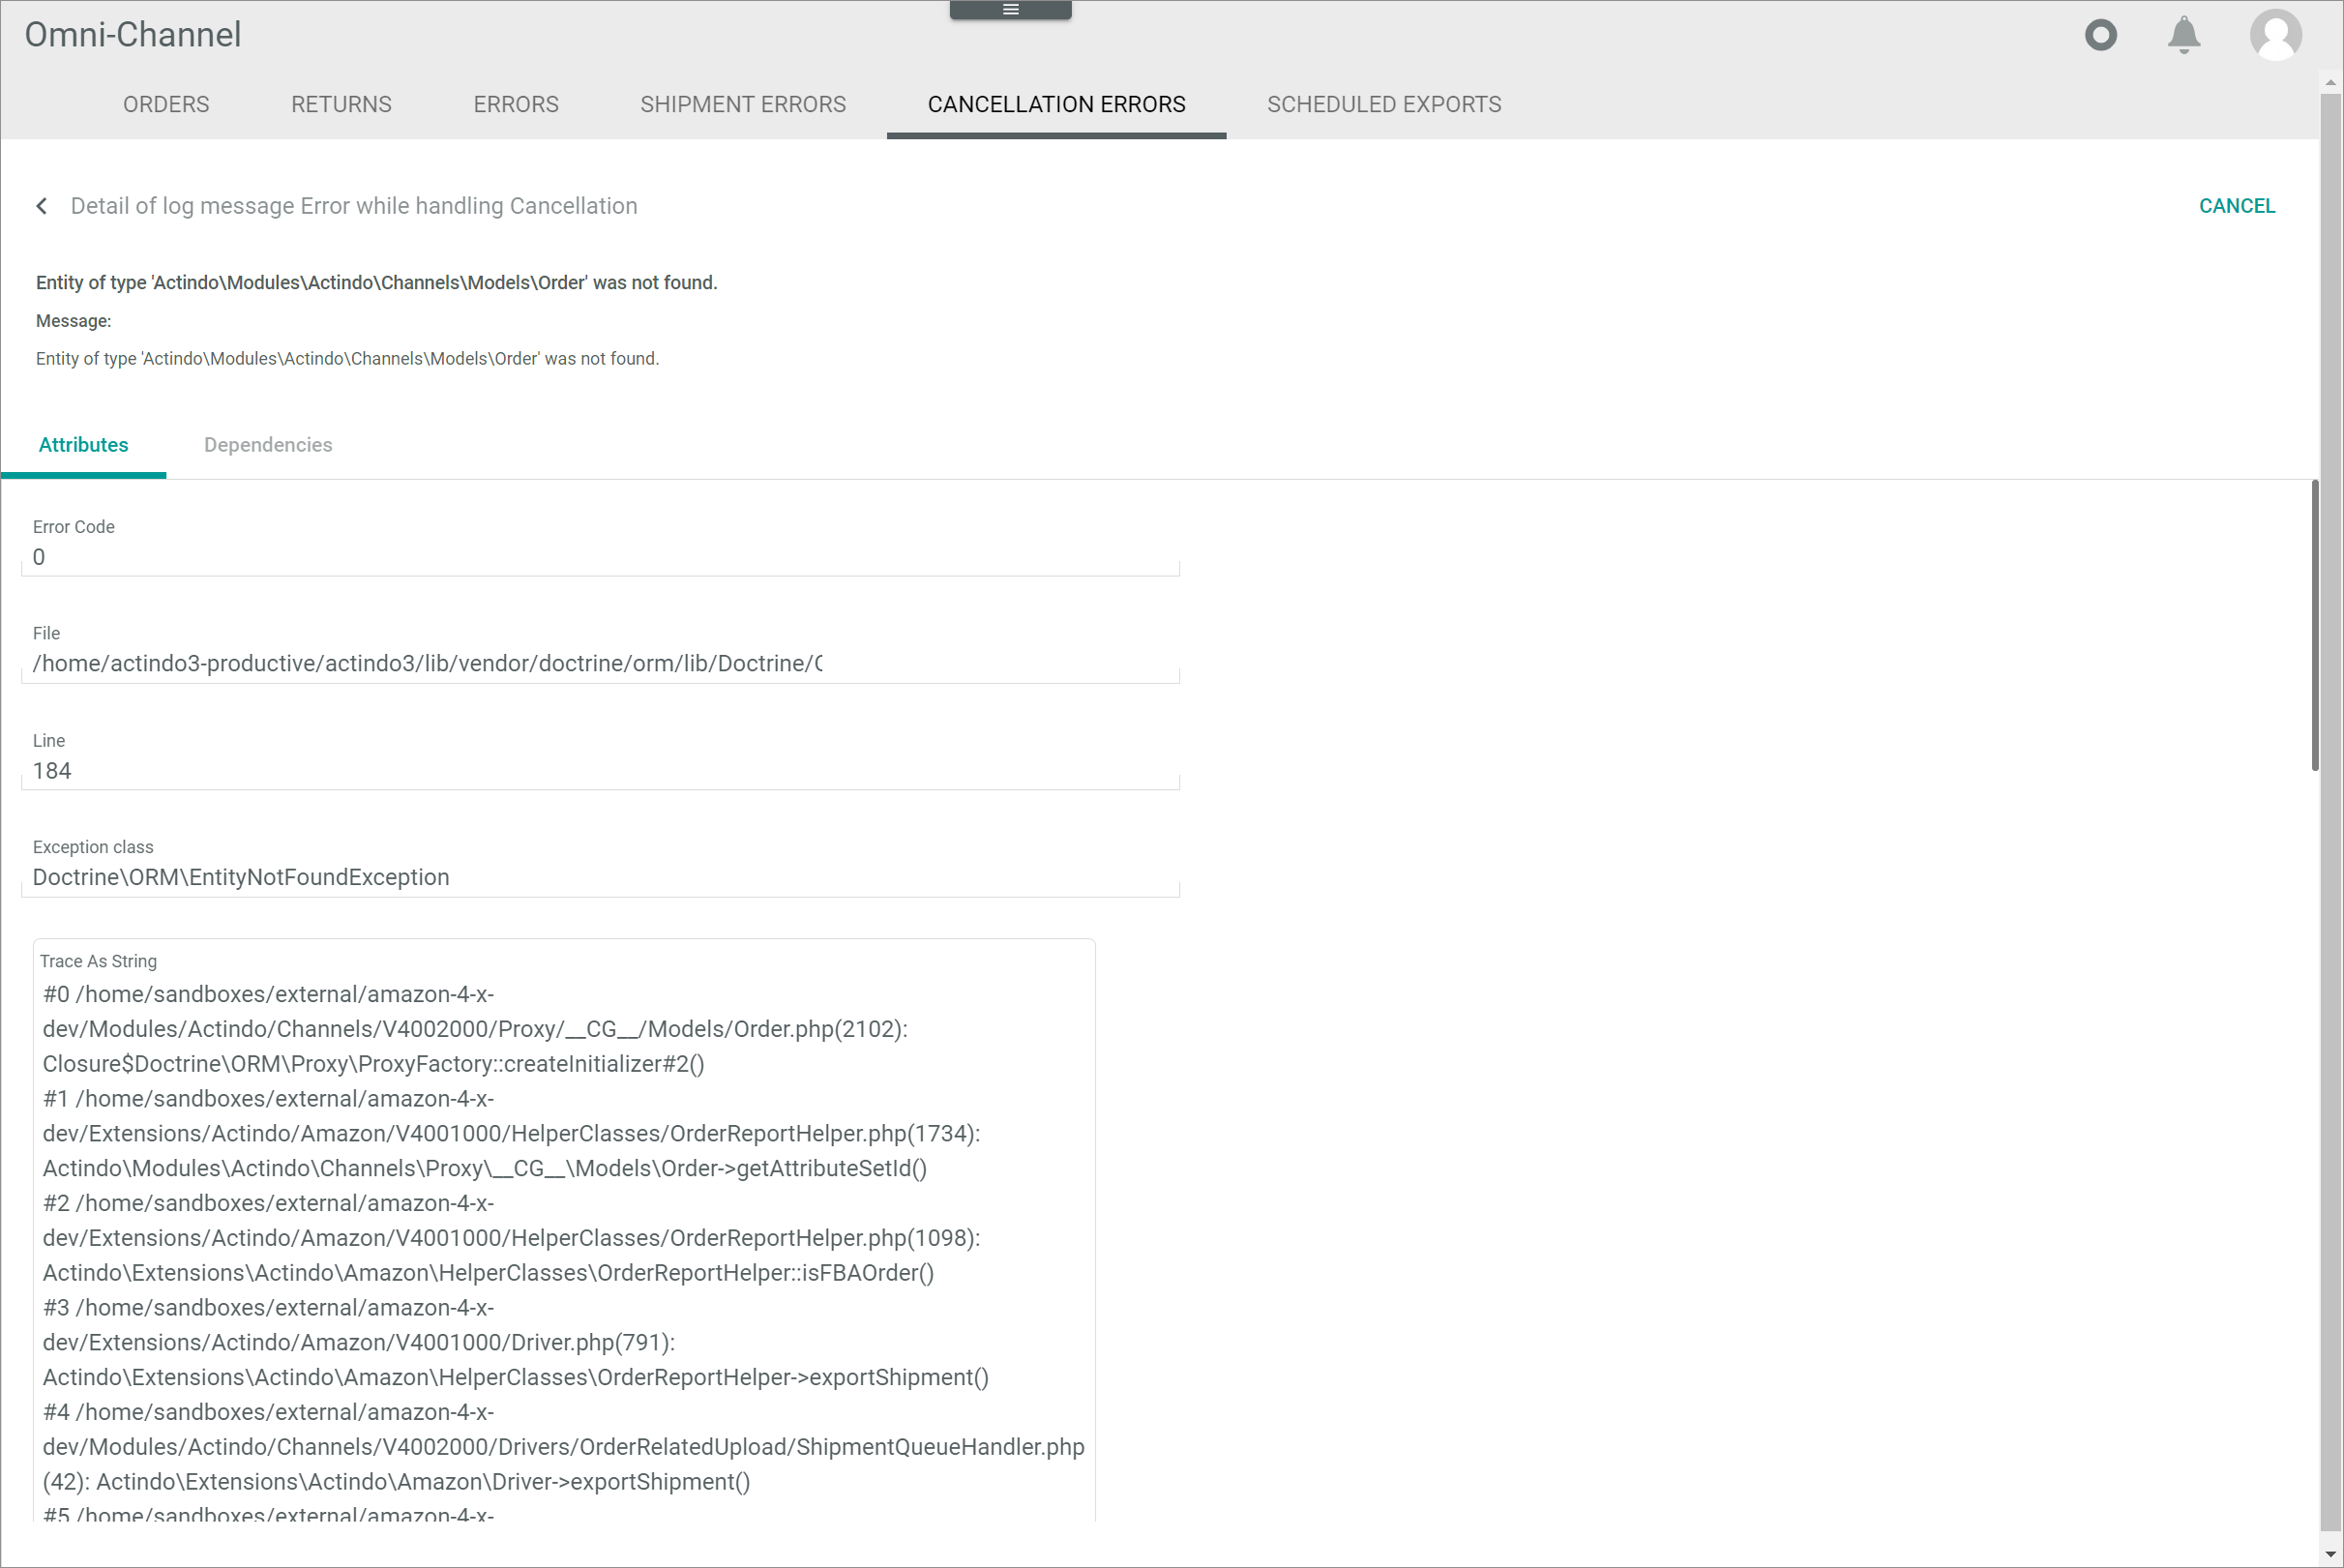 Omni-Channel
ORDERS
RETURNS
ERRORS
SHIPMENT ERRORS
CANCELLATION ERRORS
SCHEDULED EXPORTS
Detail of log message Error while handling Cancellation
CANCEL
Entity of type 'Actindo\Modules\Actindo\Channels\Models\Order' was not found.
Message:
Entity of type 'Actindo\Modules\Actindo\Channels\Models\Order' was not found.
Attributes
Dependencies
Error Code
0
File
/home/actindo3-productive/actindo3/lib/vendor/doctrine/orm/lib/Doctrine/
Line
184
Exception class
Doctrine\ORM\EntityNotFoundException
Trace As String
#0 /home/sandboxes/external/amazon-4-x-
dev/Modules/Actindo/Channels/V4002000/Proxy/__CG__/Models/Order.php(2102):
Closure$Doctrine\ORM\Proxy\ProxyFactory::createInitializer#2()
#1 /home/sandboxes/external/amazon-4-x-
dev/Extensions/Actindo/Amazon/V4001000/HelperClasses/OrderReportHelper.php(1734):
Actindo\Modules\Actindo\Channels\Proxy\__CG__\Models\Order->getAttributeSetId()
#2 /home/sandboxes/external/amazon-4-x-
dev/Extensions/Actindo/Amazon/V4001000/HelperClasses/OrderReportHelper.php(1098):
Actindo\Extensions\Actindo\Amazon\HelperClasses\OrderReportHelper::isFBAOrder()
#3 /home/sandboxes/external/amazon-4-x-
dev/Extensions/Actindo/Amazon/V4001000/Driver.php(791):
Actindo\Extensions\Actindo\Amazon\HelperClasses\OrderReportHelper->exportShipment()
#4 /home/sandboxes/external/amazon-4-x-
dev/Modules/Actindo/Channels/V4002000/Drivers/OrderRelatedUpload/ShipmentQueueHandler.php
(42): Actindo\Extensions\Actindo\Amazon\Driver->exportShipment()
#5 /home/sandboxes/external/amazon-4-x-